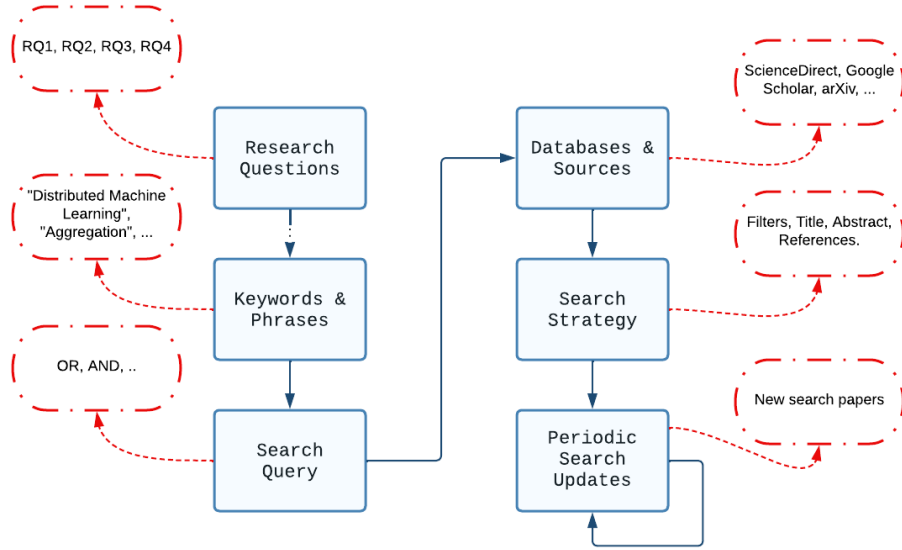 RQ1, RQ2, RQ3, RQ4
Research
Questions
"Distributed Machine
Learning",
"Aggregation", ...
Keywords &
Phrases
OR, AND, ..
Search
Query
Databases &
Sources
ScienceDirect, Google
Scholar, arXiv, ...
Search
Strategy
Filters, Title, Abstract,
References.
Periodic
Search
Updates
New search papers